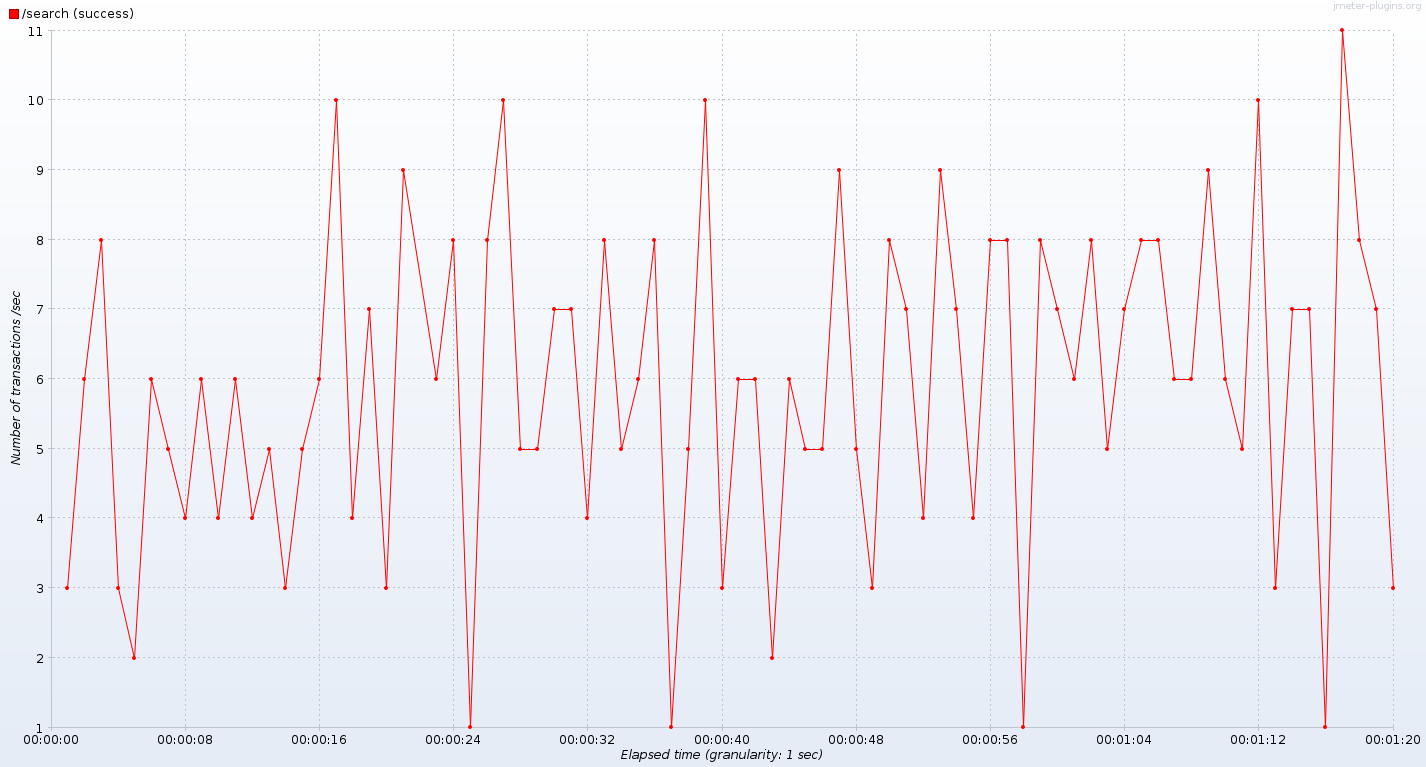 /search (success)
jmeter-plugins.org
11
10
9
8
7
6
5
4
3
2
1
Number of transactions /sec
00:00:00 00:00:08 00:00:16 00:00:24 00:00:32 00:00:40 00:00:48 00:00:56 00:01:04 00:01:12 00:01:20
Elapsed time (granularity: 1 sec)